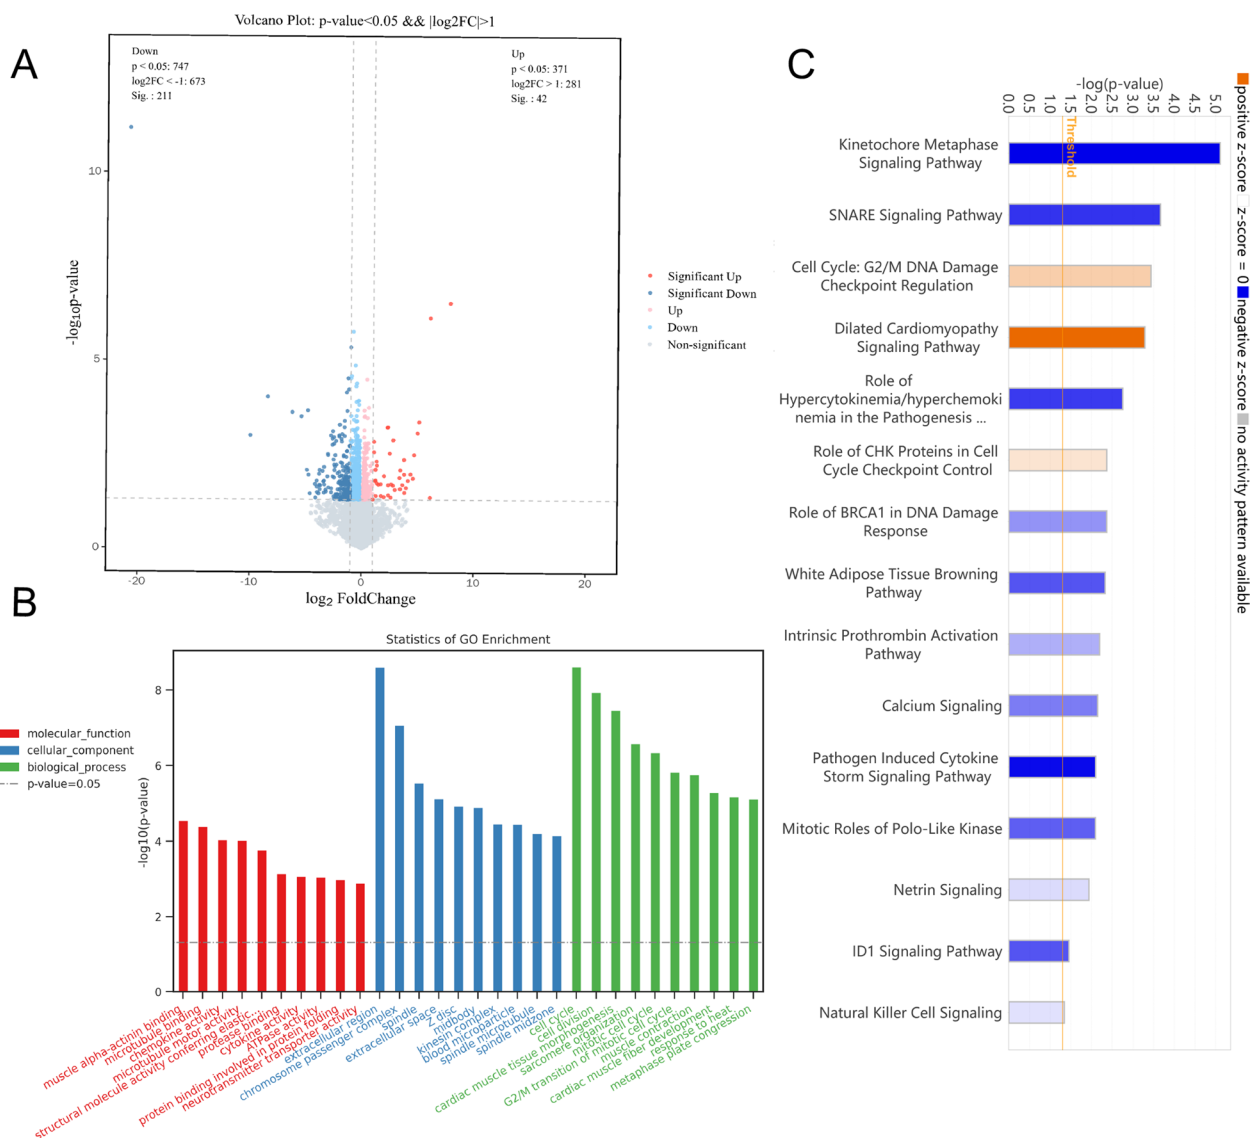 Volcano Plot: p-value<0.05 && |log2FC|>1
A
Down
p < 0.05: 747
log2FC < -1: 673
Sig. : 211
Up
p < 0.05: 371
log2FC > 1: 281
Sig. : 42
-log10p-value
10
5
0
-20
-10
0
10
20
log2 FoldChange
Significant Up
Significant Down
Up
Down
Non-significant
B
Statistics of GO Enrichment
molecular_function
cellular_component
biological_process
p-value=0.05
-log10(p-value)
8
6
4
2
0
muscle alpha-actinin binding
microtubule binding
chemokine activity
microtubule motor activity
structural molecule activity conferring elastic...
protease binding
cytokine activity
ATPase activity
protein binding involved in protein folding
neurotransmitter transporter activity
extracellular region
chromosome passenger complex
spindle
extracellular space
Z disc
midbody
kinesin complex
blood microparticle
spindle microtubule
spindle midzone
cell cycle
cell division
cardiac muscle tissue morphogenesis
sarcomere organization
mitotic cell cycle
G2/M transition of mitotic cell cycle
muscle contraction
cardiac muscle fiber development
response to heat
metaphase plate congression
C
-log(p-value)
0.0
0.5
1.0
1.5
2.0
2.5
3.0
3.5
4.0
4.5
5.0
Threshold
positive z-score
z-score = 0
negative z-score
no activity pattern available
Kinetochore Metaphase
Signaling Pathway
SNARE Signaling Pathway
Cell Cycle: G2/M DNA Damage
Checkpoint Regulation
Dilated Cardiomyopathy
Signaling Pathway
Role of
Hypercytokinemia/hyperchemoki
nemia in the Pathogenesis ...
Role of CHK Proteins in Cell
Cycle Checkpoint Control
Role of BRCA1 in DNA Damage
Response
White Adipose Tissue Browning
Pathway
Intrinsic Prothrombin Activation
Pathway
Calcium Signaling
Pathogen Induced Cytokine
Storm Signaling Pathway
Mitotic Roles of Polo-Like Kinase
Netrin Signaling
ID1 Signaling Pathway
Natural Killer Cell Signaling